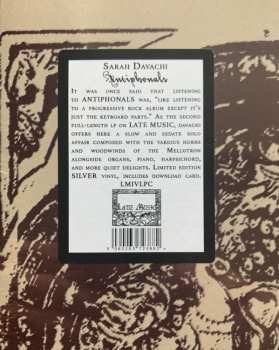 Sarah Davachi
Antiphonals
It was once said that listening
to ANTIPHONALS was, "like listening
to a progressive rock album except it's
just the keyboard parts." As the second
full-length LP on LATE MUSIC, Davachi
offers here a slow and sedate solo
affair composed with the various horns
and woodwinds of the Mellotron
alongside organs, piano, harpsichord,
and more quiet delights. Limited edition
SILVER vinyl, includes download card.
LMIVLPC
Late Music